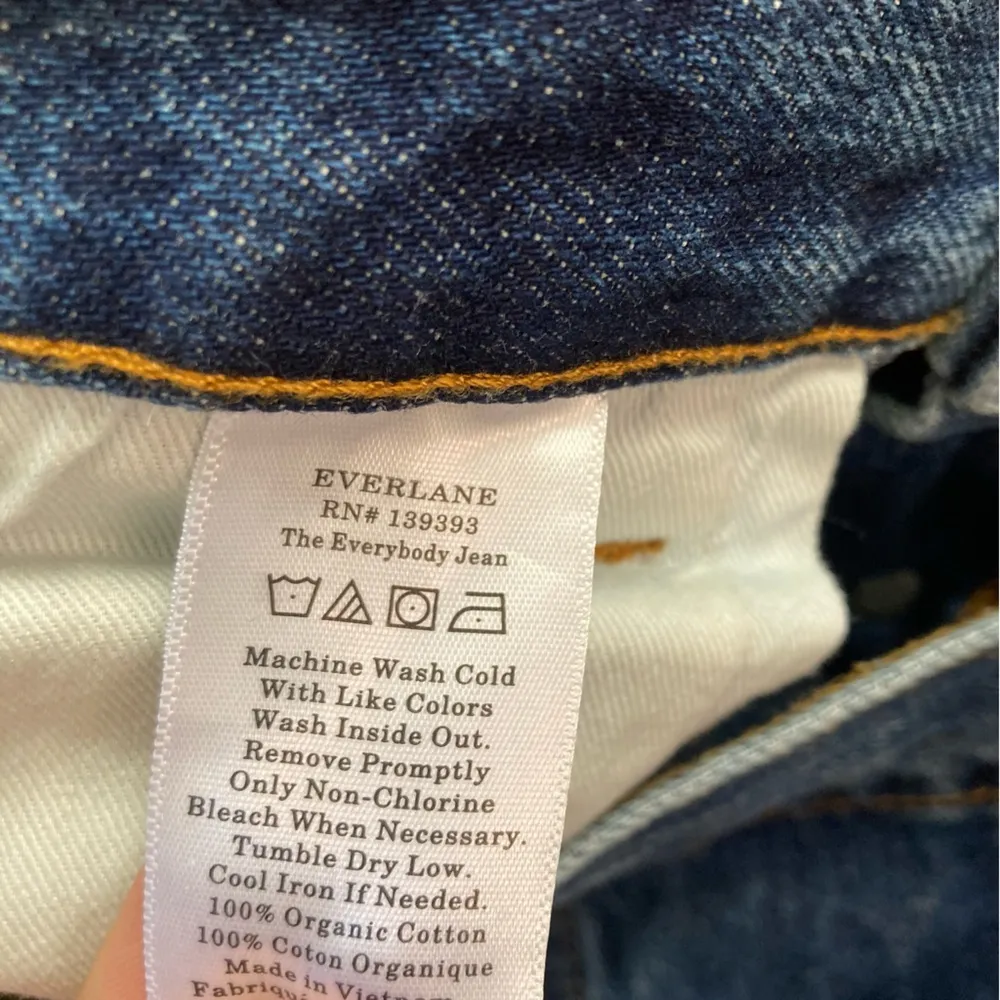 EVERLANE
RN# 139393
The Everybody Jean
Machine Wash Cold
With Like Colors
Wash Inside Out.
Remove Promptly
Only Non-Chlorine
Bleach When Necessary.
Tumble Dry Low.
Cool Iron If Needed.
100% Organic Cotton
100% Coton Organique
Made in Vietnam